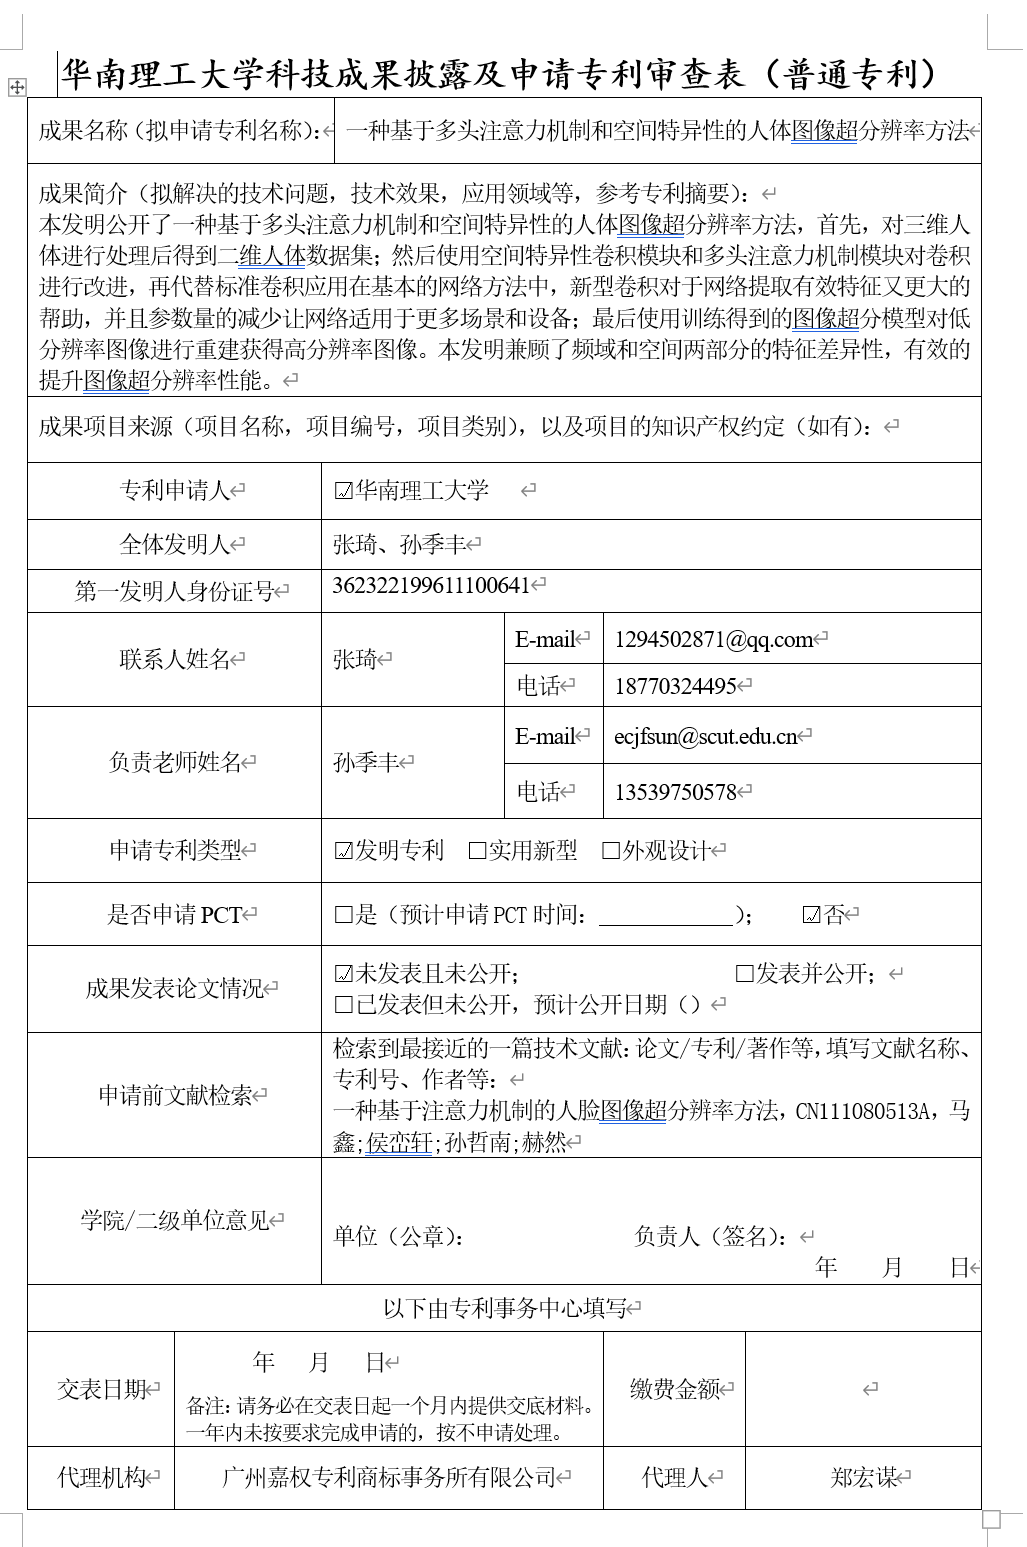 华南理工大学科技成果披露及申请专利审查表（普通专利）
成果名称（拟申请专利名称）：
一种基于多头注意力机制和空间特异性的人体图像超分辨率方法
成果简介（拟解决的技术问题，技术效果，应用领域等，参考专利摘要）：
本发明公开了一种基于多头注意力机制和空间特异性的人体图像超分辨率方法，首先，对三维人
体进行处理后得到二维人体数据集；然后使用空间特异性卷积模块和多头注意力机制模块对卷积
进行改进，再代替标准卷积应用在基本的网络方法中，新型卷积对于网络提取有效特征又更大的
帮助，并且参数量的减少让网络适用于更多场景和设备；最后使用训练得到的图像超分模型对低
分辨率图像进行重建获得高分辨率图像。本发明兼顾了频域和空间两部分的特征差异性，有效的
提升图像超分辨率性能。
成果项目来源（项目名称，项目编号，项目类别），以及项目的知识产权约定（如有）：
专利申请人
☑华南理工大学
全体发明人
张琦、孙季丰
第一发明人身份证号
362322199611100641
联系人姓名
张琦
E-mail
1294502871@qq.com
电话
18770324495
负责老师姓名
孙季丰
E-mail
ecjfsun@scut.edu.cn
电话
13539750578
申请专利类型
☑发明专利 □实用新型 □外观设计
是否申请 PCT
□是（预计申请 PCT 时间：____________）； ☑否
成果发表论文情况
☑未发表且未公开； □发表并公开；
□已发表但未公开，预计公开日期（）
申请前文献检索
检索到最接近的一篇技术文献：论文/专利/著作等，填写文献名称、
专利号、作者等：
一种基于注意力机制的人脸图像超分辨率方法，CN111080513A，马
鑫;侯峦轩;孙哲南;赫然
学院/二级单位意见
单位（公章）： 负责人（签名）：
年 月 日
以下由专利事务中心填写
交表日期
年 月 日
备注：请务必在交表日起一个月内提供交底材料。
一年内未按要求完成申请的，按不申请处理。
缴费金额
代理机构
广州嘉权专利商标事务所有限公司
代理人
郑宏谋